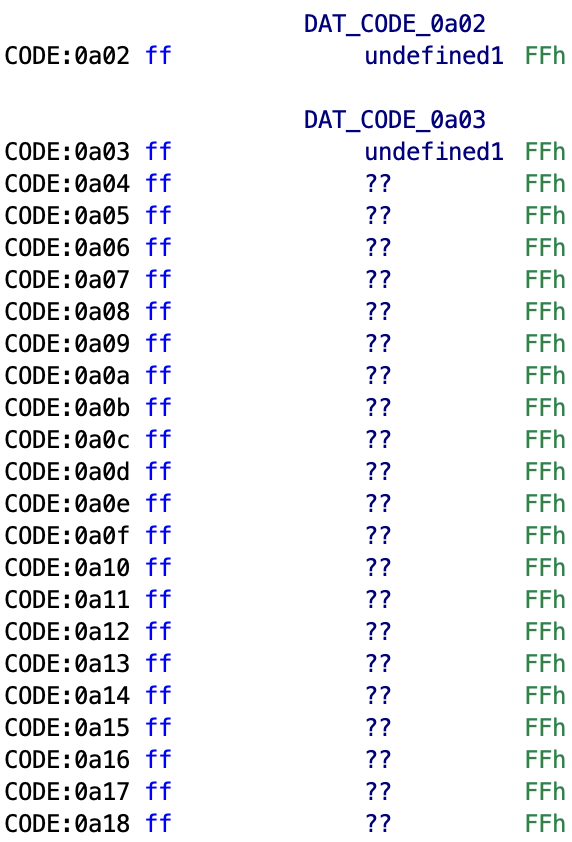 DAT_CODE_0a02
CODE:0a02 ff undefined1 FFh
DAT_CODE_0a03
CODE:0a03 ff undefined1 FFh
CODE:0a04 ff ?? FFh
CODE:0a05 ff ?? FFh
CODE:0a06 ff ?? FFh
CODE:0a07 ff ?? FFh
CODE:0a08 ff ?? FFh
CODE:0a09 ff ?? FFh
CODE:0a0a ff ?? FFh
CODE:0a0b ff ?? FFh
CODE:0a0c ff ?? FFh
CODE:0a0d ff ?? FFh
CODE:0a0e ff ?? FFh
CODE:0a0f ff ?? FFh
CODE:0a10 ff ?? FFh
CODE:0a11 ff ?? FFh
CODE:0a12 ff ?? FFh
CODE:0a13 ff ?? FFh
CODE:0a14 ff ?? FFh
CODE:0a15 ff ?? FFh
CODE:0a16 ff ?? FFh
CODE:0a17 ff ?? FFh
CODE:0a18 ff ?? FFh